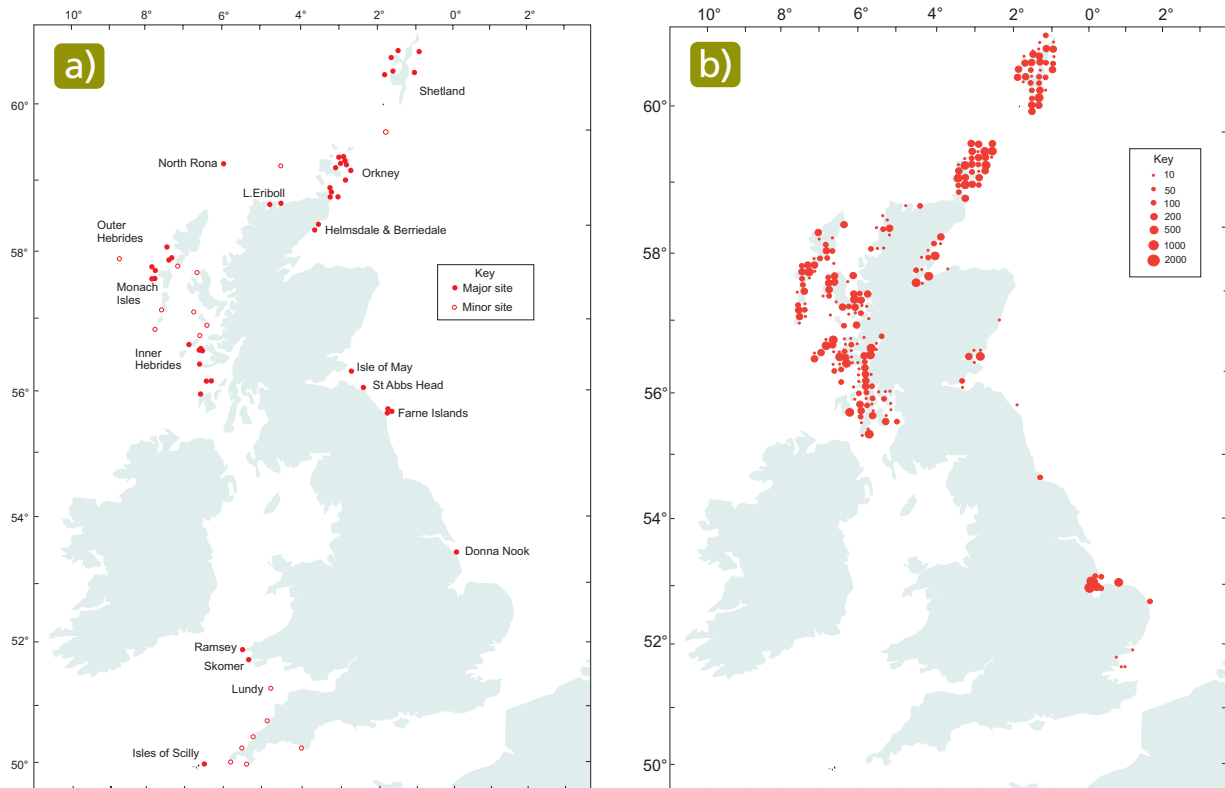 10° 8° 6° 4° 2° 0° 2°
a)
60°
58°
56°
54°
52°
50°
Shetland
North Rona
Orkney
L.Eriboll
Outer
Hebrides
Helmsdale & Berriedale
Monach
Isles
Key
Major site
Minor site
Inner
Hebrides
Isle of May
St Abbs Head
Farne Islands
Donna Nook
Ramsey
Skomer
Lundy
Isles of Scilly
10° 8° 6° 4° 2° 0° 2°
b)
60°
58°
56°
54°
52°
50°
Key
10
50
100
200
500
1000
2000